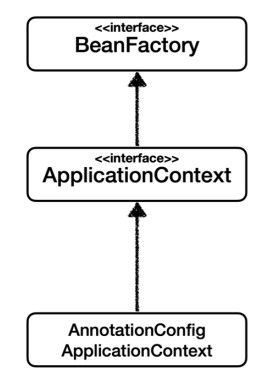 <<interface>>
BeanFactory
<<interface>>
ApplicationContext
AnnotationConfig
ApplicationContext